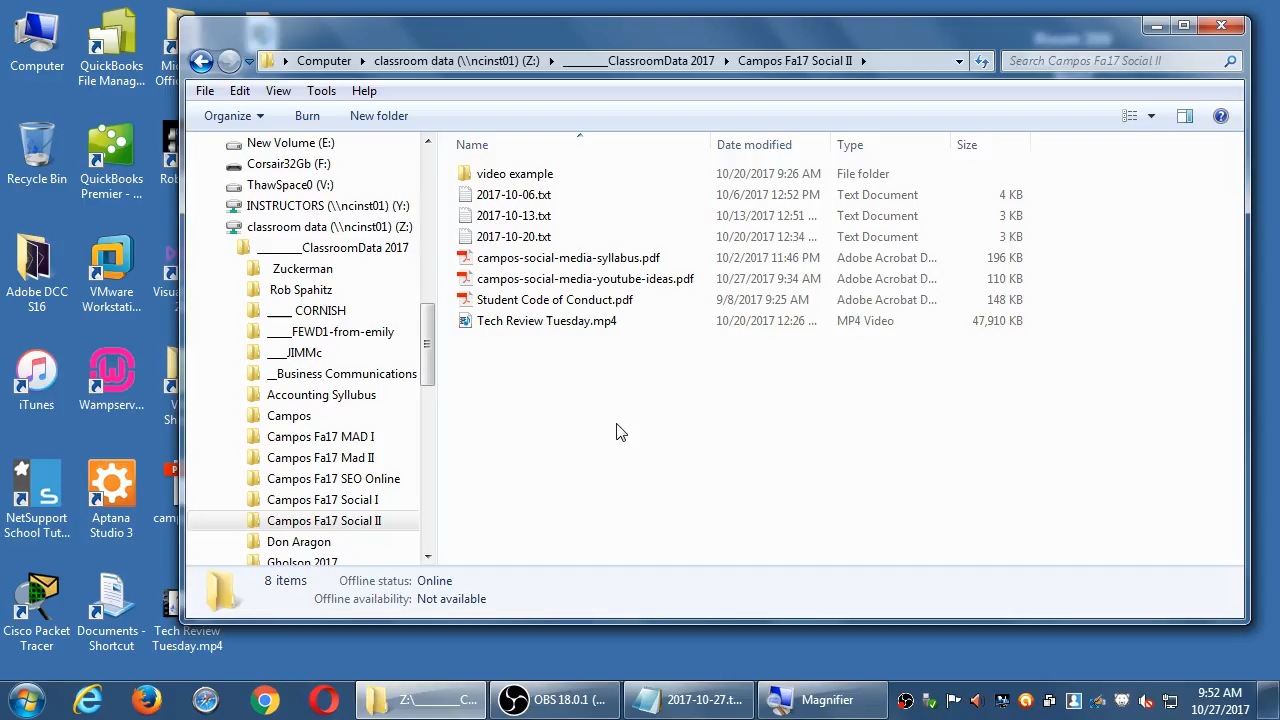 Computer
QuickBooks
File Manag...
Recycle Bin
QuickBooks
Premier - ...
Adobe DCC
S16
VMware
Workstati...
iTunes
Wampserv...
NetSupport
School Tut...
Aptana
Studio 3
Cisco Packet
Tracer
Documents -
Shortcut
Tech Review
Tuesday.mp4
Computer
classroom data (\\ncinst01) (Z:)
________ClassroomData 2017
Campos Fa17 Social II
Search Campos Fa17 Social II
File Edit View Tools Help
Organize Burn New folder
New Volume (E:)
Corsair32Gb (F:)
ThawSpace0 (V:)
INSTRUCTORS (\\ncinst01) (Y:)
classroom data (\\ncinst01) (Z:)
________ClassroomData 2017
Zuckerman
Rob Spahitz
____ CORNISH
____FEWD1-from-emily
___JIMMc
__Business Communications
Accounting Syllubus
Campos
Campos Fa17 MAD I
Campos Fa17 Mad II
Campos Fa17 SEO Online
Campos Fa17 Social I
Campos Fa17 Social II
Don Aragon
Gholson 2017
Name Date modified Type Size
video example 10/20/2017 9:26 AM File folder
2017-10-06.txt 10/6/2017 12:52 PM Text Document 4 KB
2017-10-13.txt 10/13/2017 12:51 ... Text Document 3 KB
2017-10-20.txt 10/20/2017 12:34 ... Text Document 3 KB
campos-social-media-syllabus.pdf 10/2/2017 11:46 PM Adobe Acrobat D... 196 KB
campos-social-media-youtube-ideas.pdf 10/27/2017 9:34 AM Adobe Acrobat D... 110 KB
Student Code of Conduct.pdf 9/8/2017 9:25 AM Adobe Acrobat D... 148 KB
Tech Review Tuesday.mp4 10/20/2017 12:26 ... MP4 Video 47,910 KB
8 items Offline status: Online
Offline availability: Not available
Z:\_______C...
OBS 18.0.1 (...
2017-10-27.t...
Magnifier
9:52 AM
10/27/2017